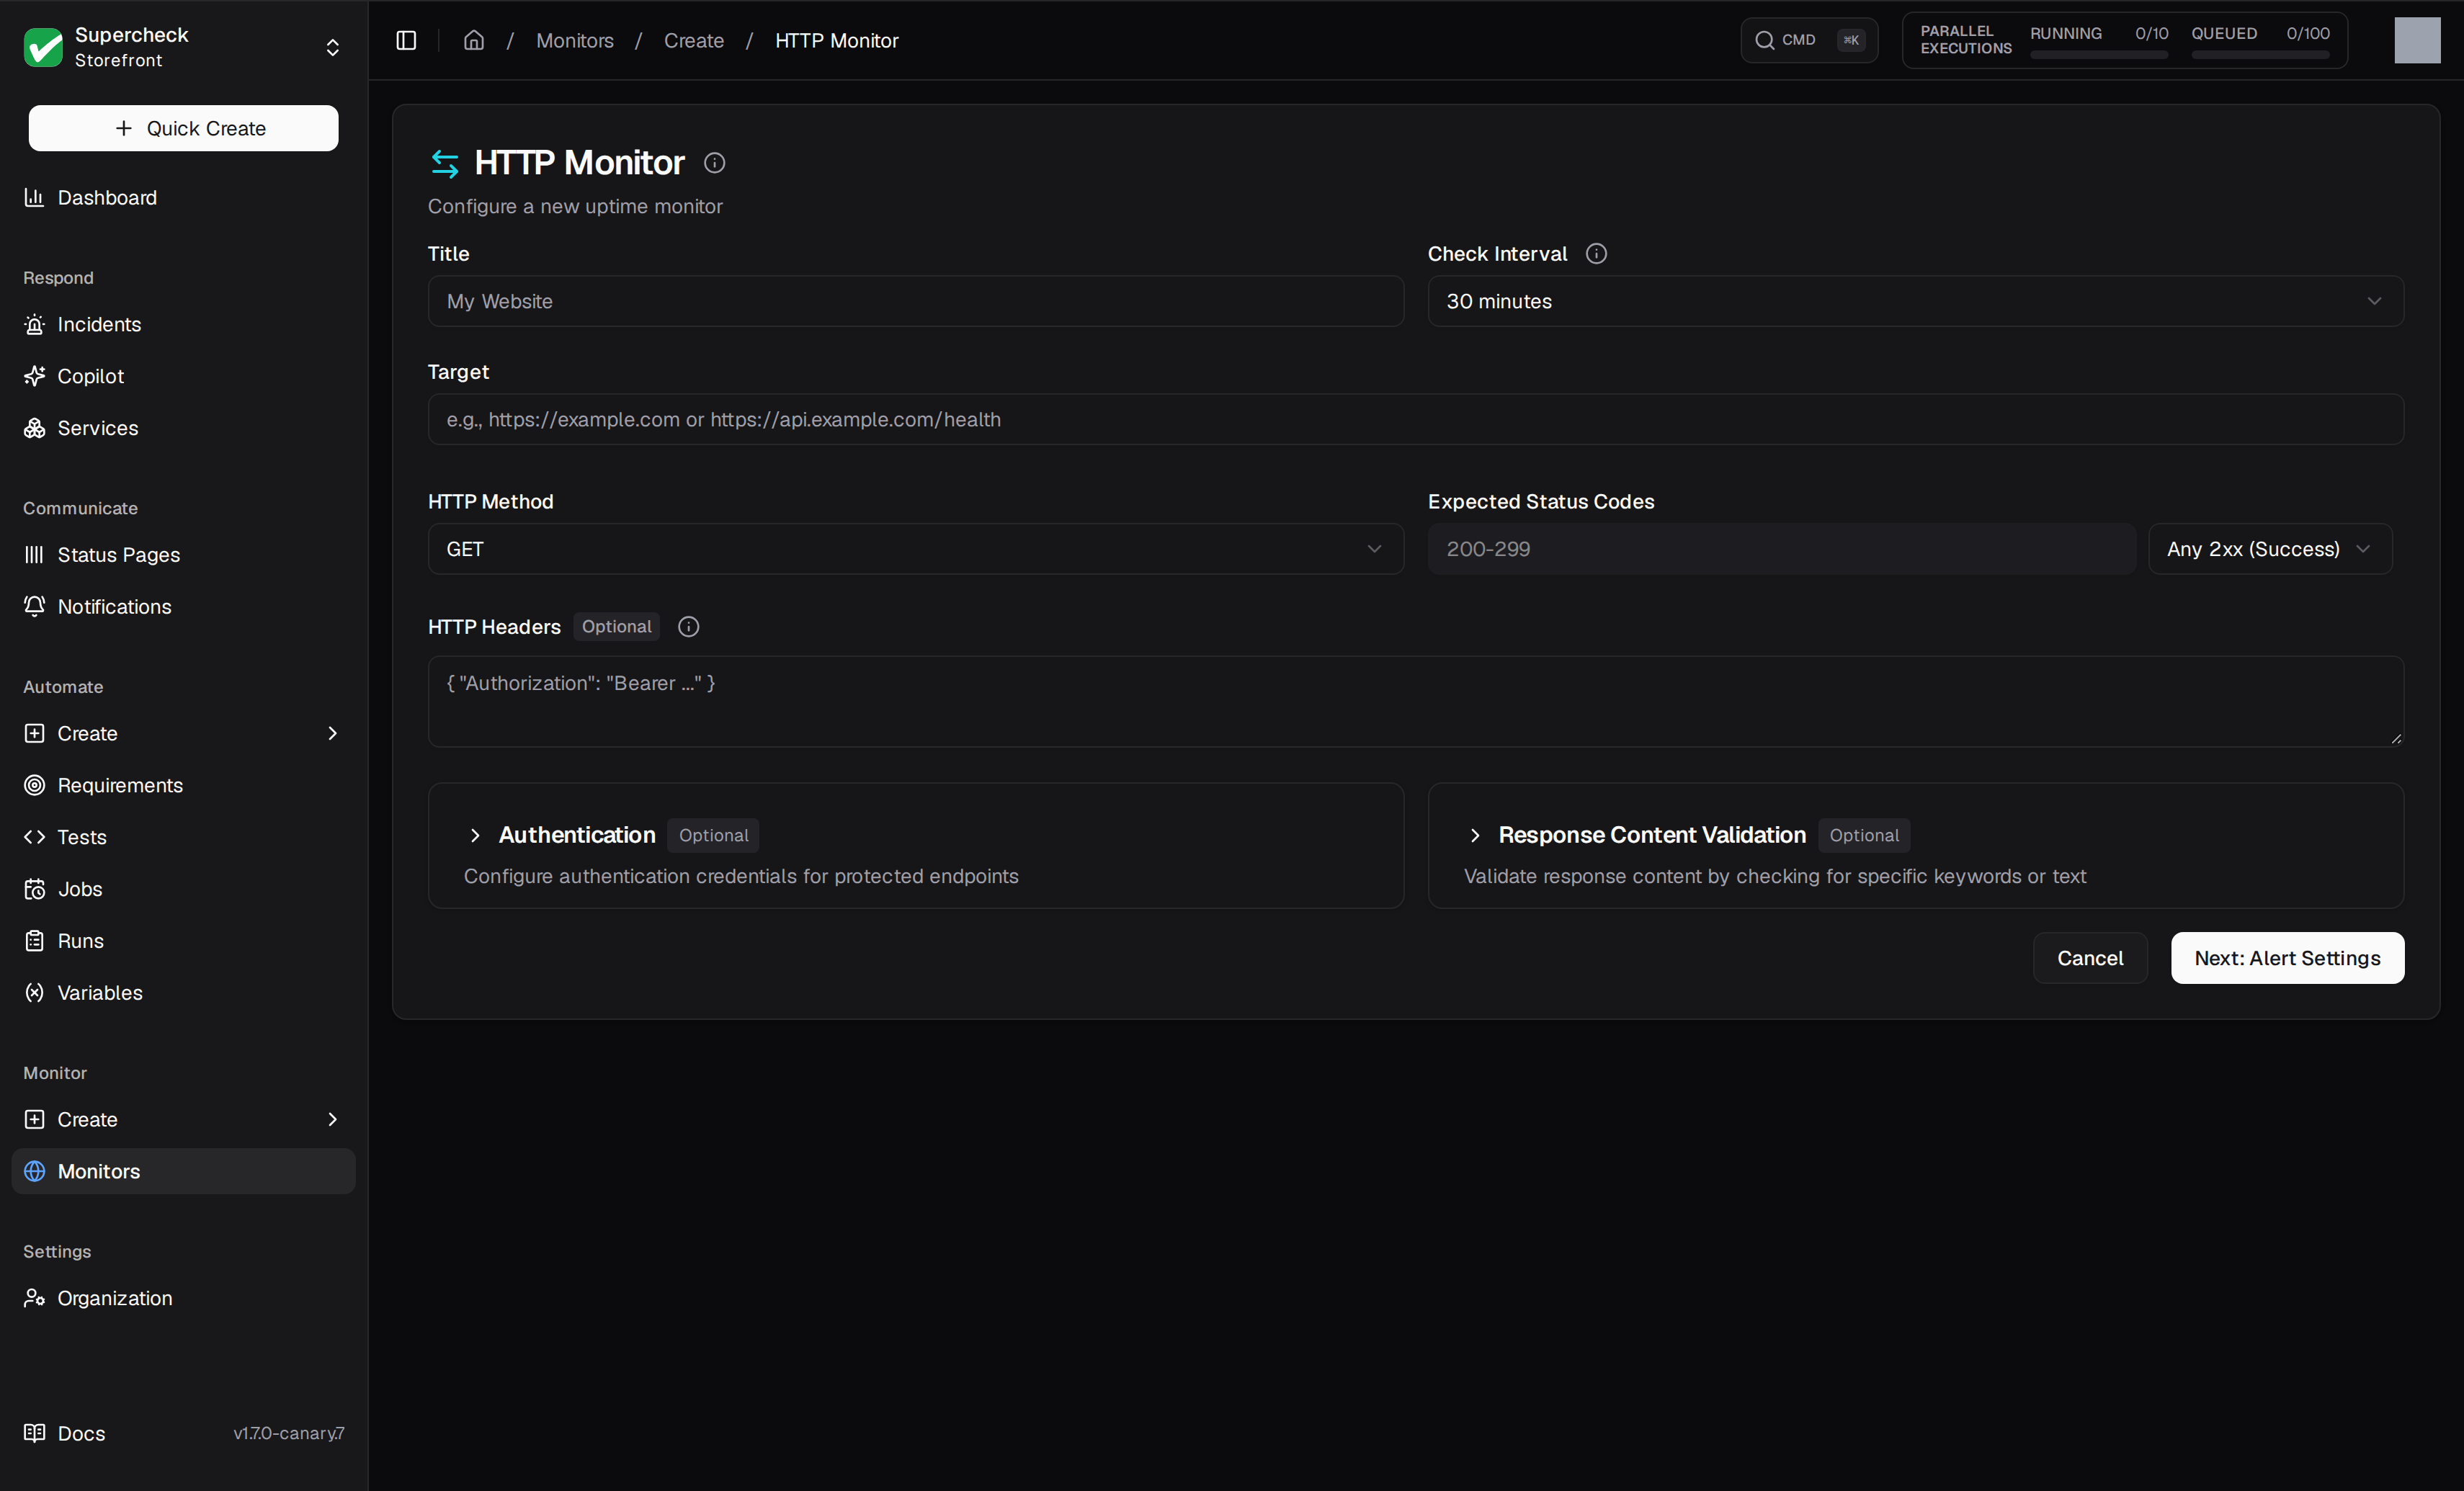 Supercheck
Storefront
Quick Create
Dashboard
Respond
Incidents
Copilot
Services
Communicate
Status Pages
Notifications
Automate
Create
Requirements
Tests
Jobs
Runs
Variables
Monitor
Create
Monitors
Settings
Organization
Docs v1.7.0-canary.7
/ Monitors / Create / HTTP Monitor
CMD ⌘K
PARALLEL EXECUTIONS
RUNNING 0/10
QUEUED 0/100
HTTP Monitor
Configure a new uptime monitor
Title
My Website
Check Interval
30 minutes
Target
e.g., https://example.com or https://api.example.com/health
HTTP Method
GET
Expected Status Codes
200-299
Any 2xx (Success)
HTTP Headers Optional
{ "Authorization": "Bearer ..." }
Authentication Optional
Configure authentication credentials for protected endpoints
Response Content Validation Optional
Validate response content by checking for specific keywords or text
Cancel
Next: Alert Settings